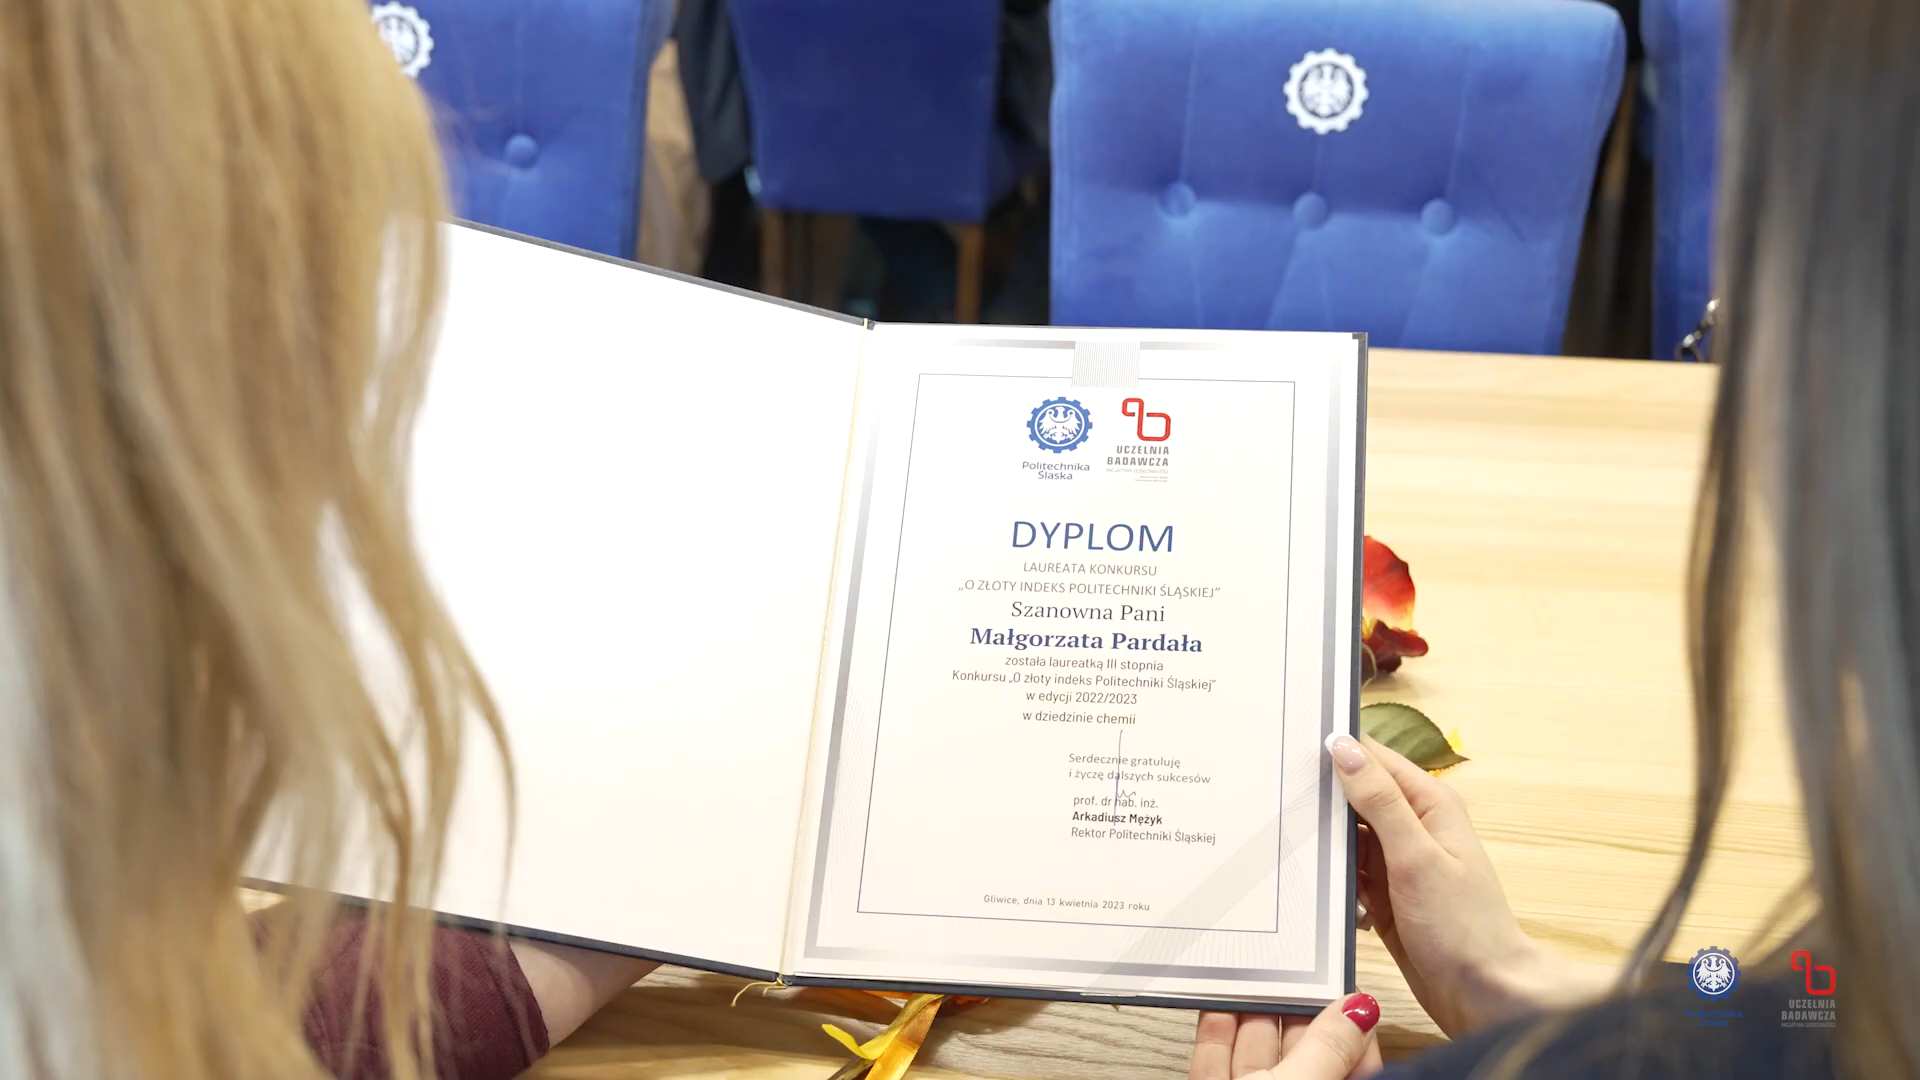 Politechnika
Śląska
UCZELNIA
BADAWCZA
DYPLOM
LAUREATA KONKURSU
„O ZŁOTY INDEKS POLITECHNIKI ŚLĄSKIEJ”
Szanowna Pani
Małgorzata Pardała
została laureatką III stopnia
Konkursu „O złoty indeks Politechniki Śląskiej”
w edycji 2022/2023
w dziedzinie chemii
Serdecznie gratuluję
i życzę dalszych sukcesów
prof. dr hab. inż.
Arkadiusz Mężyk
Rektor Politechniki Śląskiej
Gliwice, dnia 13 kwietnia 2023 roku
Politechnika
Śląska
UCZELNIA
BADAWCZA